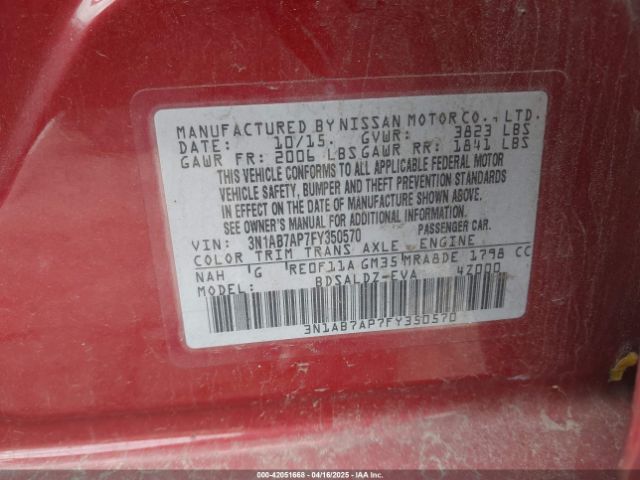 MANUFACTURED BY NISSAN MOTOR CO., LTD.
DATE: 10/15. GVWR: 3823 LBS
GAWR FR: 2006 LBS GAWR RR: 1841 LBS
THIS VEHICLE CONFORMS TO ALL APPLICABLE FEDERAL MOTOR
VEHICLE SAFETY, BUMPER AND THEFT PREVENTION STANDARDS
IN EFFECT ON THE DATE OF MANUFACTURE SHOWN ABOVE.
SEE OWNER'S MANUAL FOR ADDITIONAL INFORMATION.
VIN: 3N1AB7AP7FY350570 PASSENGER CAR.
COLOR TRIM TRANS AXLE ENGINE
NAH G RE0F11A GM35 MRA8DE 1798 CC
MODEL: BDSALDZ-EVA 4Z000
3N1AB7AP7FY350570
000-42051668 - 04/16/2025 - IAAI.COM